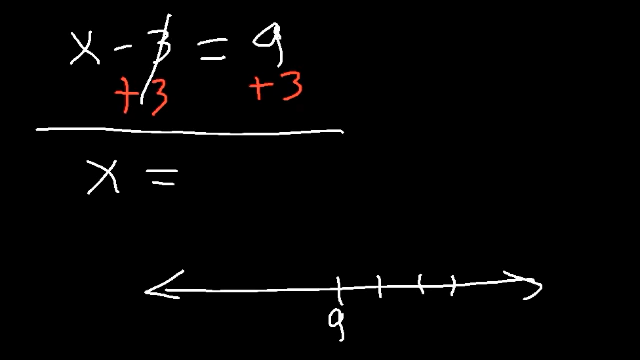 x - 3 = 9
+3 +3
x =
9